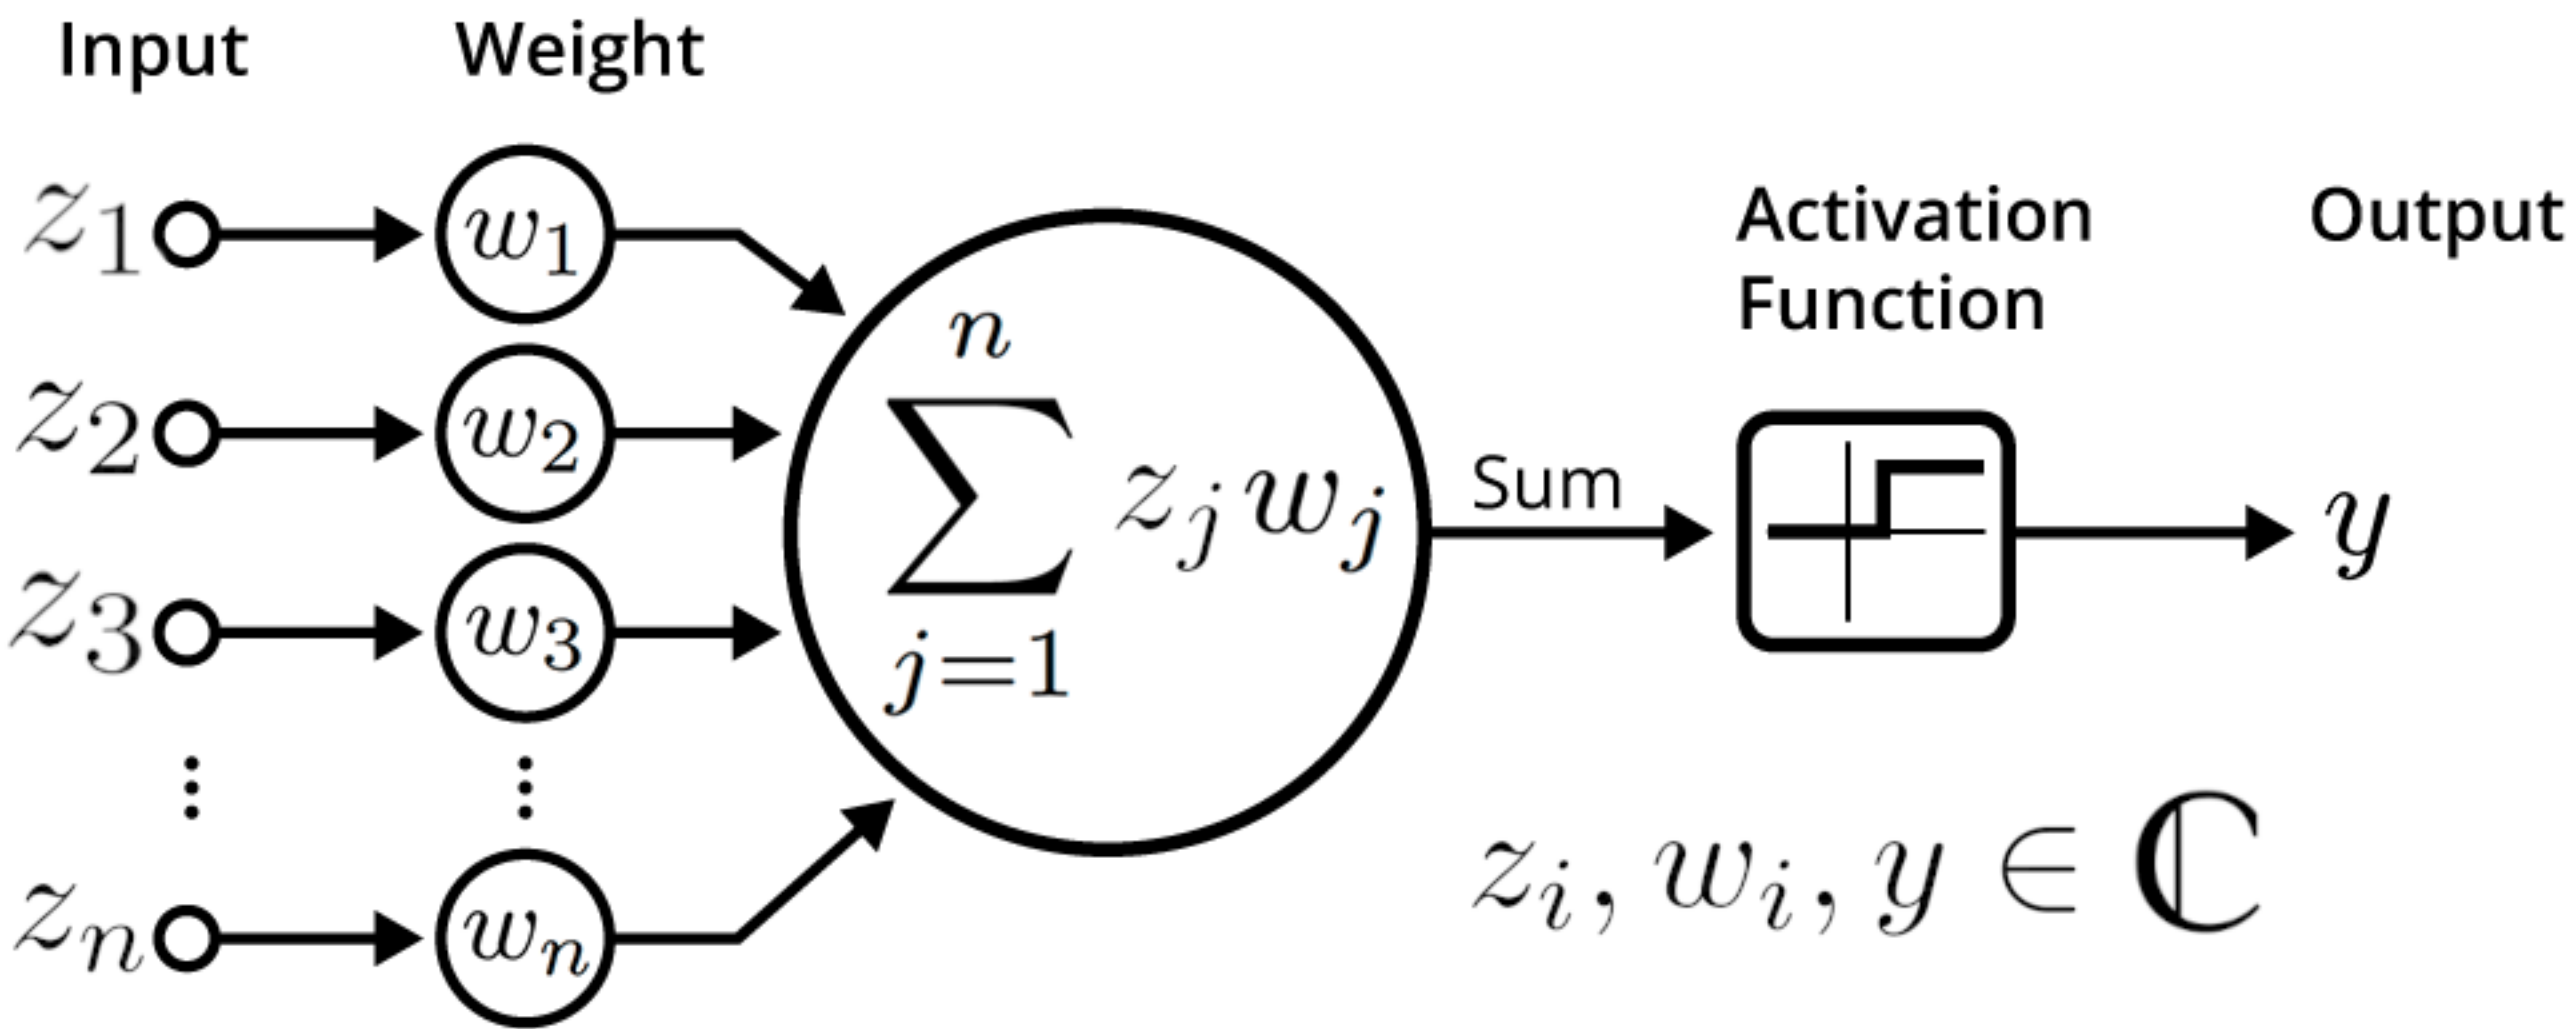 Input
Weight
Activation
Function
Output
z₁
w₁
z₂
w₂
z₃
w₃
⋮
⋮
zₙ
wₙ
n
∑ zⱼwⱼ
j=1
Sum
y
zᵢ, wᵢ, y ∈ ℂ